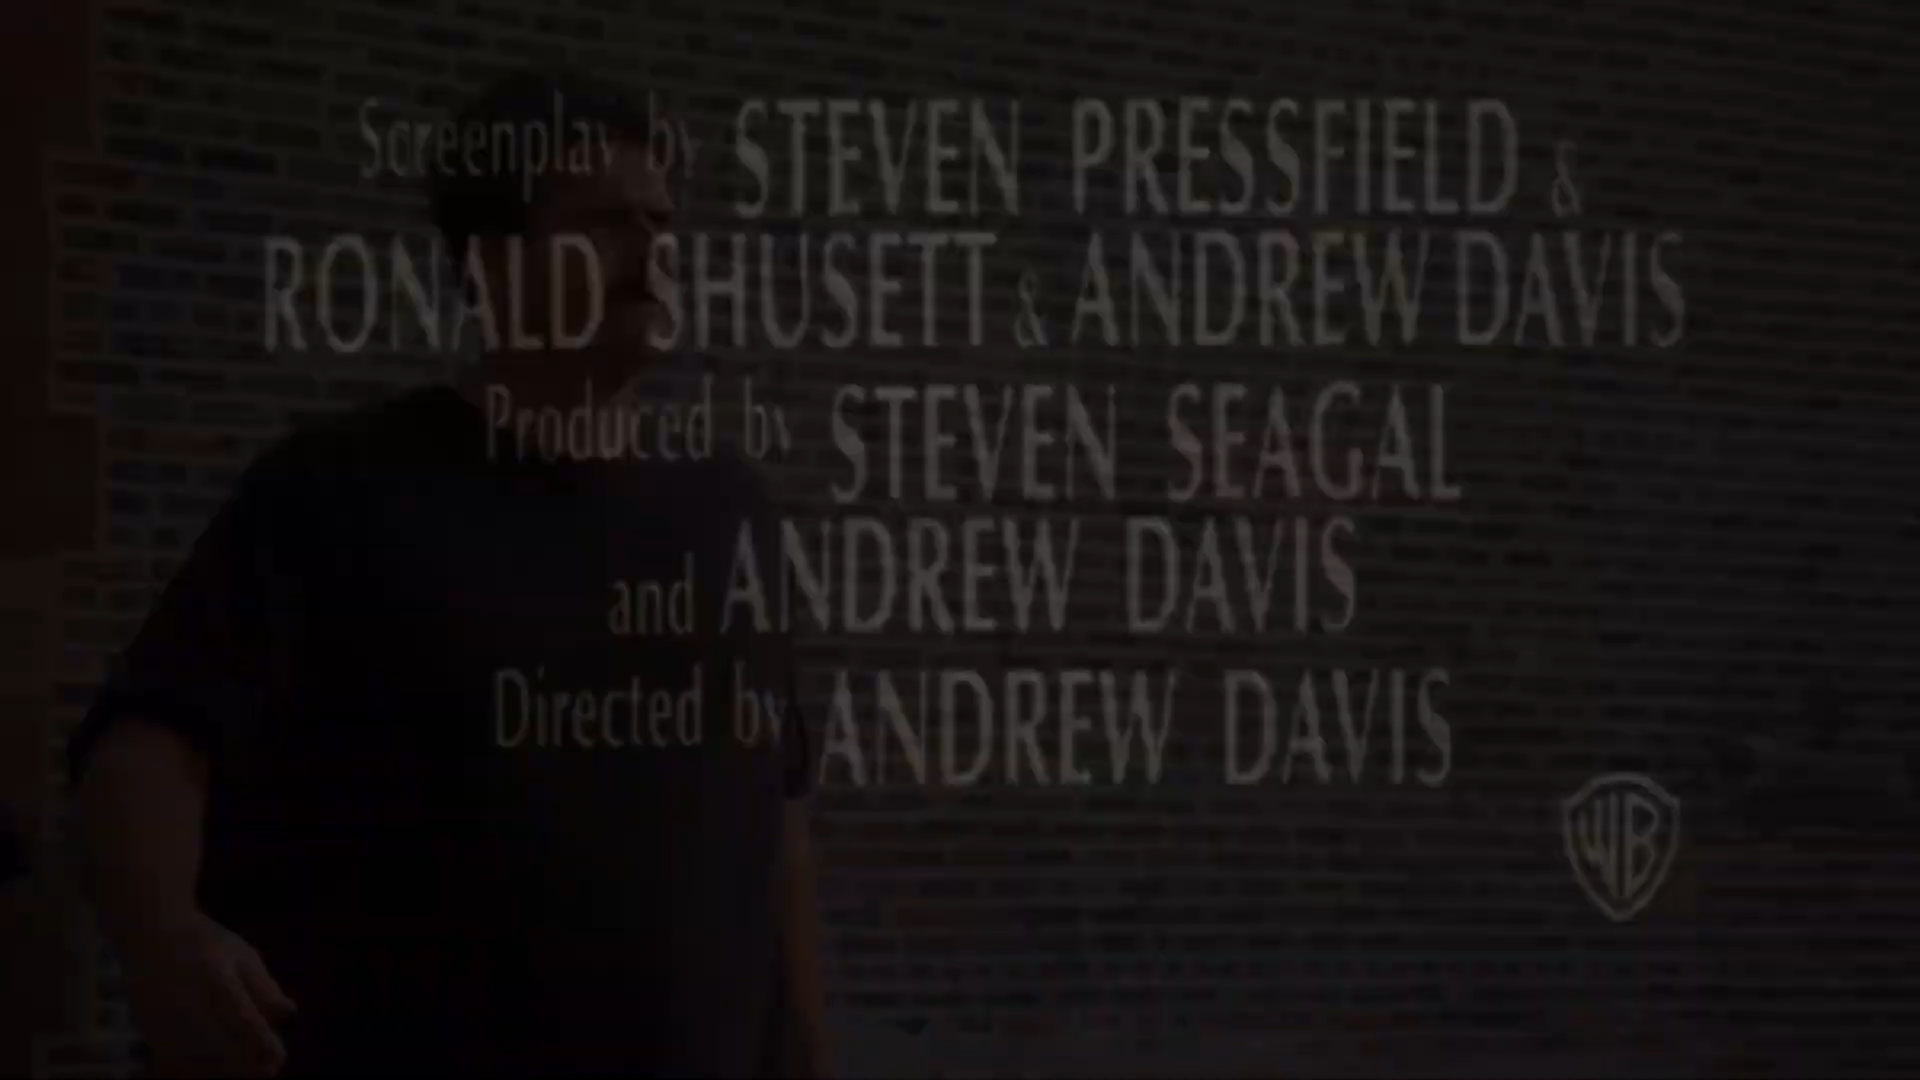 Screenplay by STEVEN PRESSFIELD &
RONALD SHUSETT & ANDREW DAVIS
Produced by STEVEN SEAGAL
and ANDREW DAVIS
Directed by ANDREW DAVIS
WB